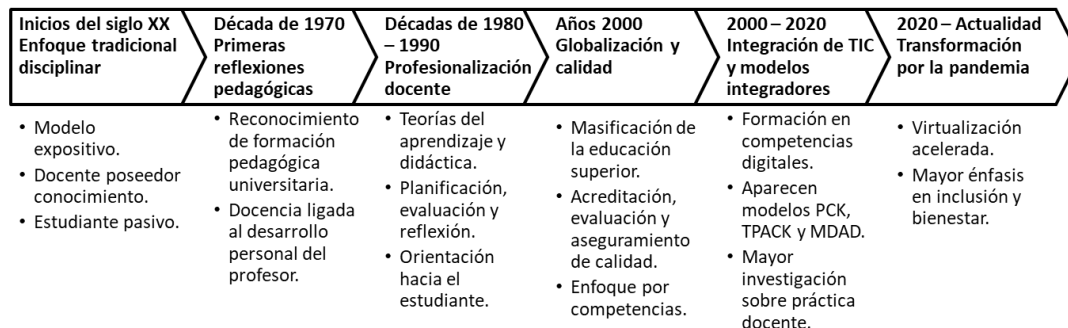 Inicios del siglo XX
Enfoque tradicional
disciplinar
Década de 1970
Primeras
reflexiones
pedagógicas
Décadas de 1980
– 1990
Profesionalización
docente
Años 2000
Globalización y
calidad
2000 – 2020
Integración de TIC
y modelos
integradores
2020 – Actualidad
Transformación
por la pandemia
• Modelo
expositivo.
• Docente poseedor
conocimiento.
• Estudiante pasivo.
• Reconocimiento
de formación
pedagógica
universitaria.
• Docencia ligada
al desarrollo
personal del
profesor.
• Teorías del
aprendizaje y
didáctica.
• Planificación,
evaluación y
reflexión.
• Orientación
hacia el
estudiante.
• Masificación de
la educación
superior.
• Acreditación,
evaluación y
aseguramiento
de calidad.
• Enfoque por
competencias.
• Formación en
competencias
digitales.
• Aparecen
modelos PCK,
TPACK y MDAD.
• Mayor
investigación
sobre práctica
docente.
• Virtualización
acelerada.
• Mayor énfasis
en inclusión y
bienestar.